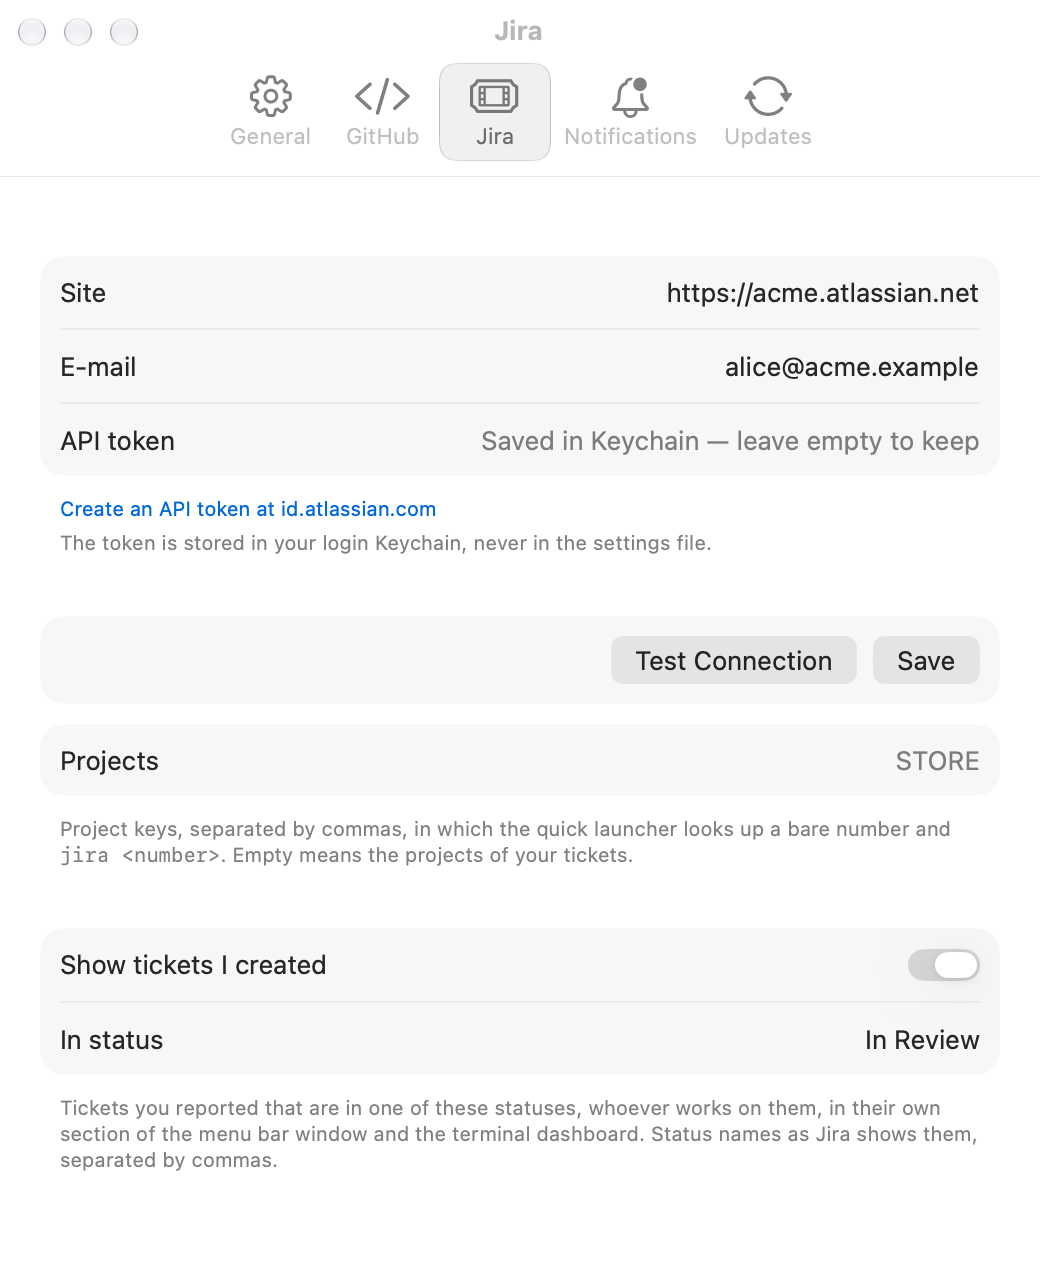 Jira
General
GitHub
Jira
Notifications
Updates
Site
https://acme.atlassian.net
E-mail
alice@acme.example
API token
Saved in Keychain — leave empty to keep
Create an API token at id.atlassian.com
The token is stored in your login Keychain, never in the settings file.
Test Connection
Save
Projects
STORE
Project keys, separated by commas, in which the quick launcher looks up a bare number and
jira <number>. Empty means the projects of your tickets.
Show tickets I created
In status
In Review
Tickets you reported that are in one of these statuses, whoever works on them, in their own
section of the menu bar window and the terminal dashboard. Status names as Jira shows them,
separated by commas.